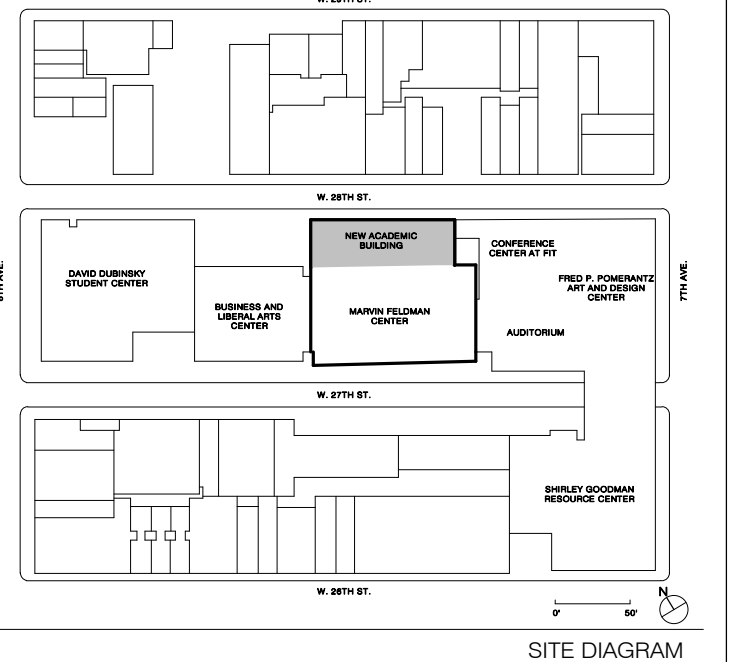 W. 28TH ST.
NEW ACADEMIC
BUILDING
CONFERENCE
CENTER AT FIT
DAVID DUBINSKY
STUDENT CENTER
FRED P. POMERANTZ
ART AND DESIGN
CENTER
7TH AVE.
BUSINESS AND
LIBERAL ARTS
CENTER
MARVIN FELDMAN
CENTER
AUDITORIUM
W. 27TH ST.
SHIRLEY GOODMAN
RESOURCE CENTER
W. 26TH ST.
N
0'
50'
SITE DIAGRAM